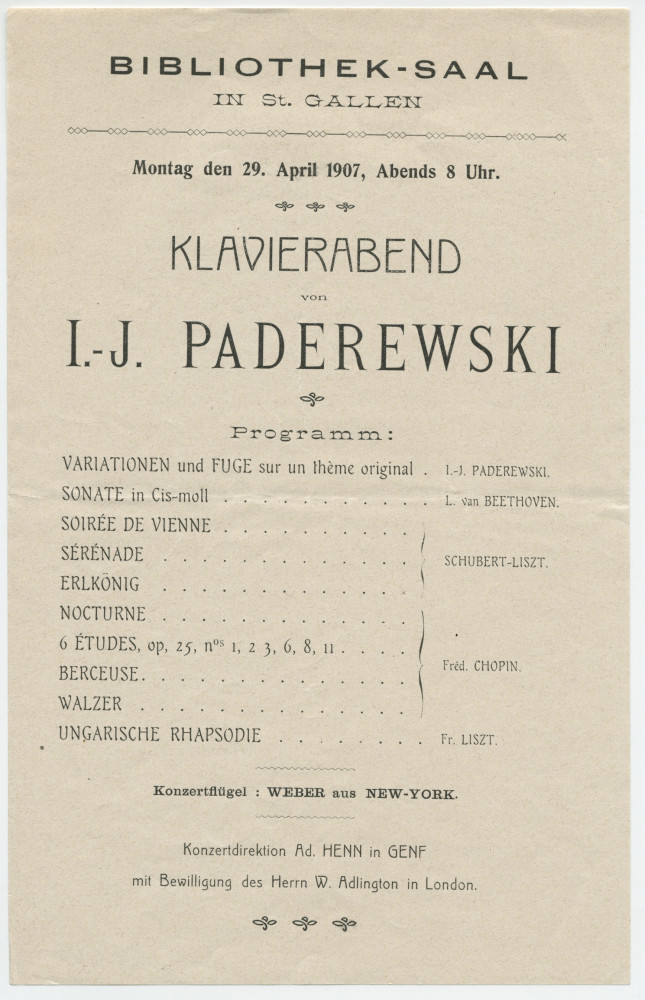 BIBLIOTHEK-SAAL
IN St. GALLEN
Montag den 29. April 1907, Abends 8 Uhr.
KLAVIERABEND
von
I.-J. PADEREWSKI
Programm:
VARIATIONEN und FUGE sur un thème original . I.-J. PADEREWSKI.
SONATE in Cis-moll . . . . . . . . . . . L. van BEETHOVEN.
SOIRÉE DE VIENNE . . . . . . . . . .
SÉRÉNADE . . . . . . . . . . . . .
SCHUBERT-LISZT.
ERLKÖNIG . . . . . . . . . . . . .
NOCTURNE . . . . . . . . . . . . .
6 ÉTUDES, op, 25, nos 1, 2 3, 6, 8, 11 . . . .
Fréd. CHOPIN.
BERCEUSE. . . . . . . . . . . . . .
WALZER . . . . . . . . . . . . . .
UNGARISCHE RHAPSODIE . . . . . . . . Fr. LISZT.
Konzertflügel : WEBER aus NEW-YORK.
Konzertdirektion Ad. HENN in GENF
mit Bewilligung des Herrn W. Adlington in London.